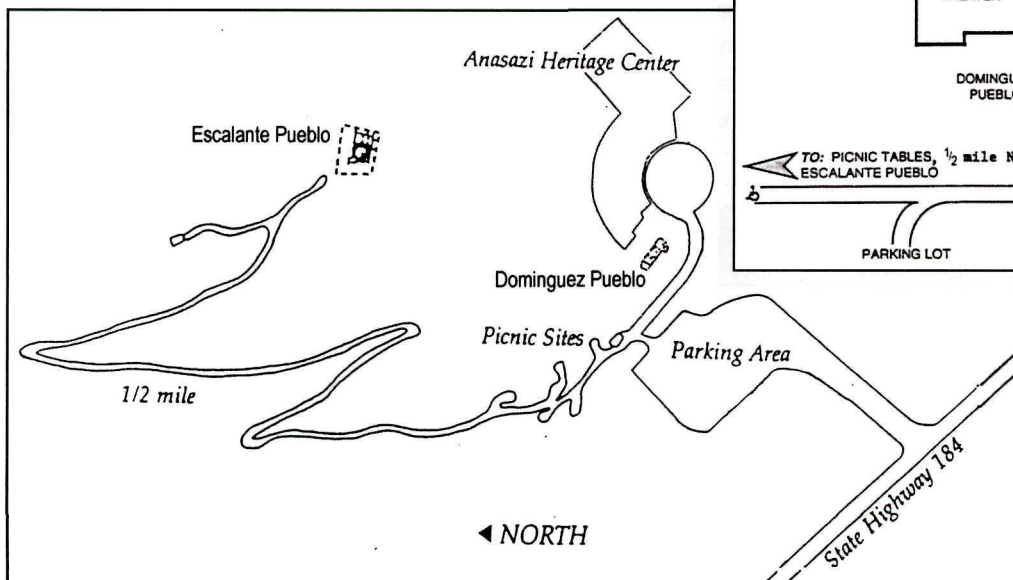 Anasazi Heritage Center
Escalante Pueblo
DOMINGU
PUEBLO
TO: PICNIC TABLES, 1/2 mile N
ESCALANTE PUEBLO
PARKING LOT
Dominguez Pueblo
Picnic Sites
Parking Area
1/2 mile
◄ NORTH
State Highway 184